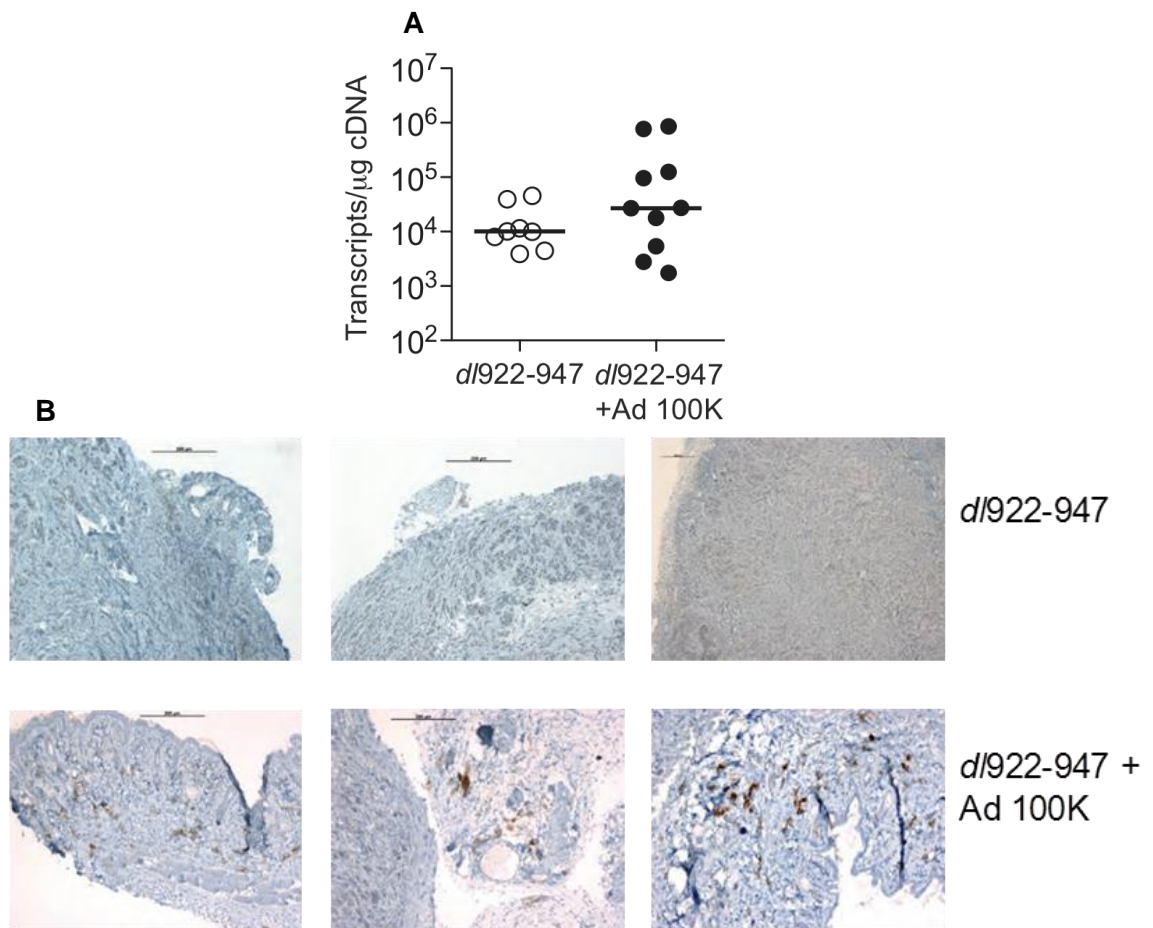 A
Transcripts/μg cDNA
10⁷
10⁶
10⁵
10⁴
10³
10²
dl922-947
dl922-947
+Ad 100K
B
dl922-947
dl922-947 +
Ad 100K